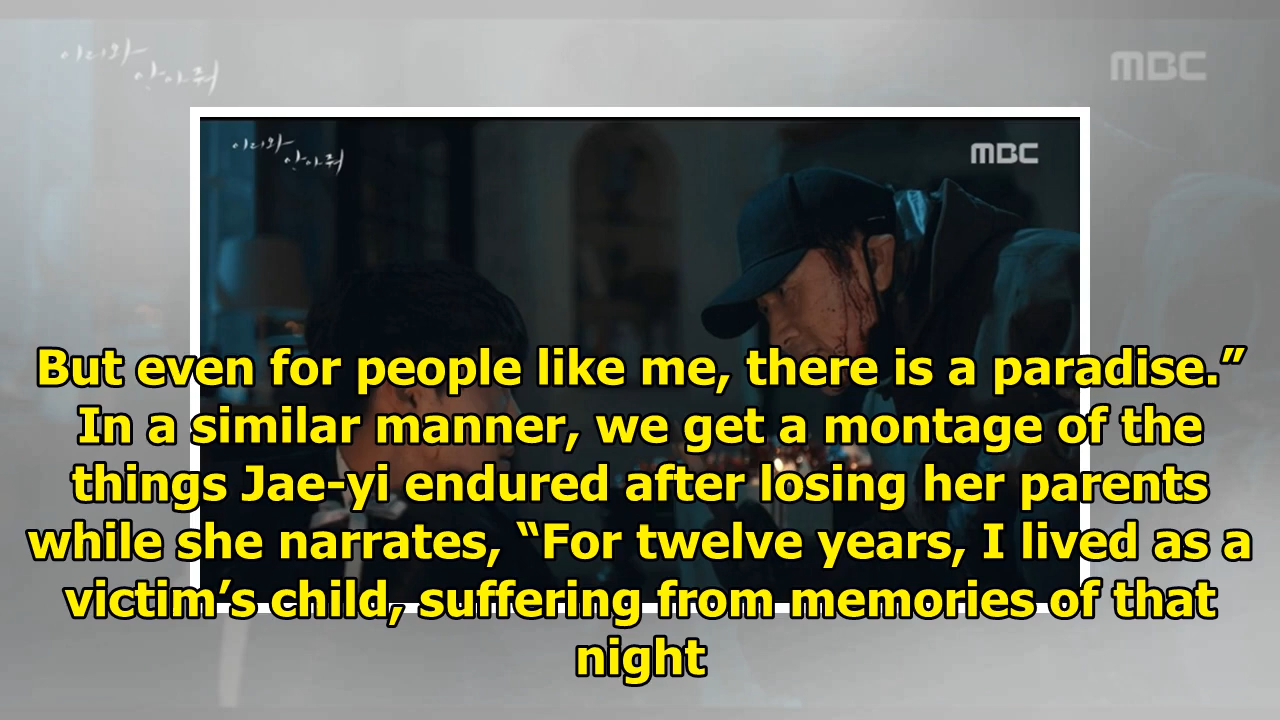 이리와
안아줘
MBC
이리와
안아줘
MBC
But even for people like me, there is a paradise.”
In a similar manner, we get a montage of the
things Jae-yi endured after losing her parents
while she narrates, “For twelve years, I lived as a
victim’s child, suffering from memories of that
night